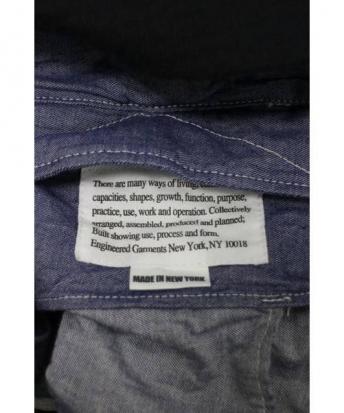 There are many ways of living,
capacities, shapes, growth, function, purpose,
practice, use, work and operation. Collectively
arranged, assembled, produced and planned;
Built showing use, process and form.
Engineered Garments New York, NY 10018
MADE IN NEW YORK